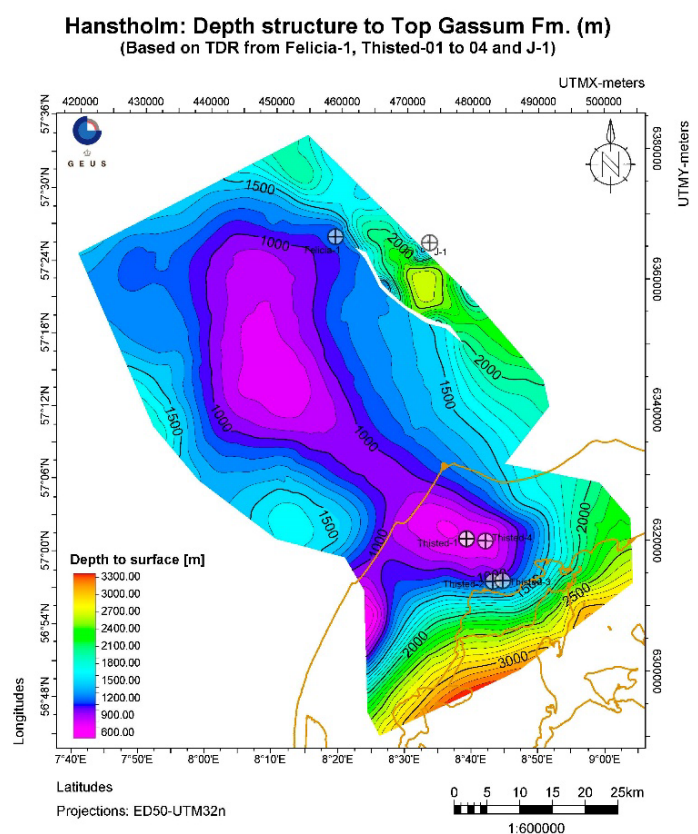 Hanstholm: Depth structure to Top Gassum Fm. (m)
(Based on TDR from Felicia-1, Thisted-01 to 04 and J-1)
UTMX-meters
420000 430000 440000 450000 460000 470000 480000 490000 500000
UTMY-meters
6380000
6360000
6340000
6320000
6300000
57°36'N
57°30'N
57°24'N
57°16'N
57°12'N
57°06'N
57°00'N
56°54'N
56°48'N
GEUS
N
1500
1000
Felicia-1
2000
J-1
2000
1500
1500
1000
1000
1500
1000
Thisted-1
Thisted-4
2000
1500
Thisted-3
2500
2000
3000
Depth to surface [m]
3300.00
3000.00
2700.00
2400.00
2100.00
1800.00
1500.00
1200.00
900.00
600.00
Longitudes
7°40'E 7°50'E 8°00'E 8°10'E 8°20'E 8°30'E 8°40'E 8°50'E 9°00'E
Latitudes
Projections: ED50-UTM32n
0 5 10 15 20 25km
1:600000